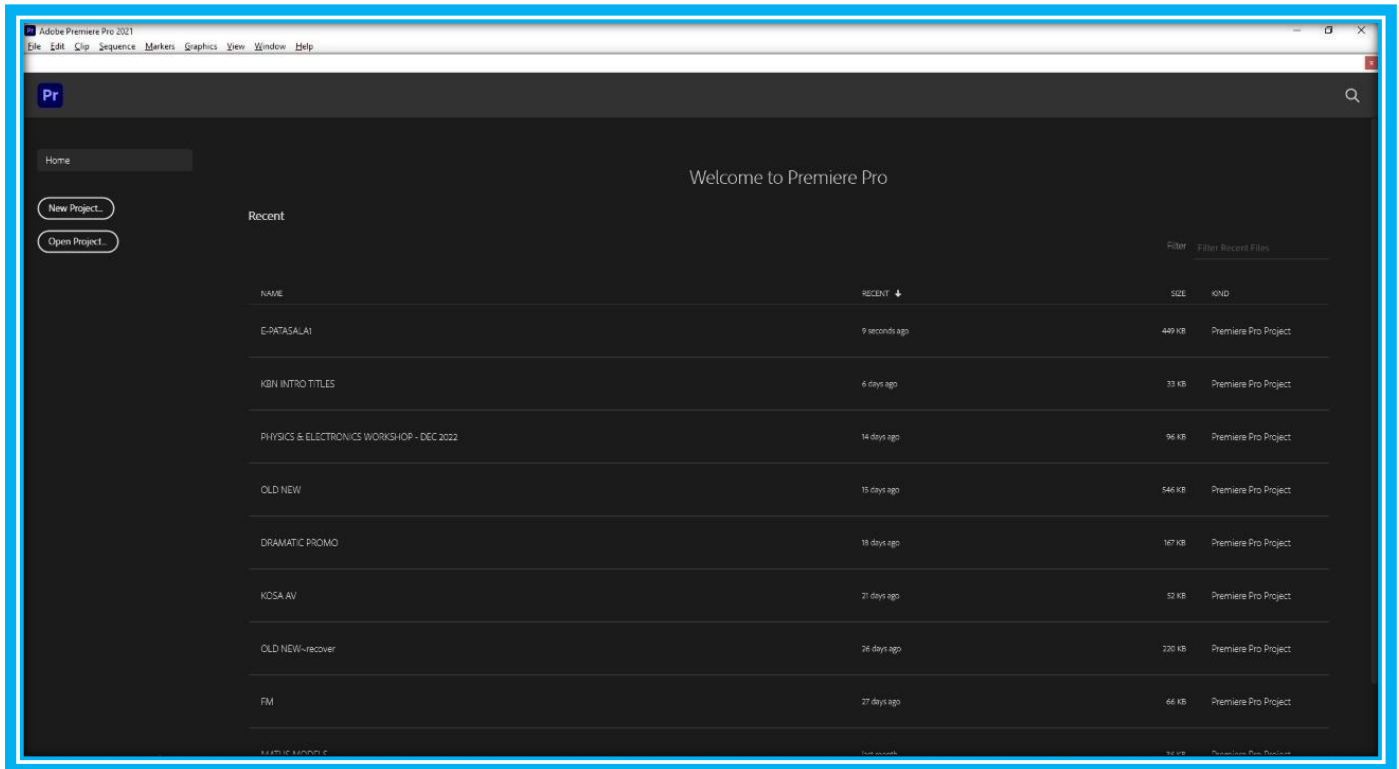 Pr Adobe Premiere Pro 2021
File Edit Clip Sequence Markers Graphics View Window Help
Pr
Home
Welcome to Premiere Pro
New Project...
Recent
Open Project...
Filter Filter Recent Files
NAME RECENT SIZE KIND
E-PATASALA1 9 seconds ago 449 KB Premiere Pro Project
KBN INTRO TITLES 6 days ago 33 KB Premiere Pro Project
PHYSICS & ELECTRONICS WORKSHOP - DEC 2022 14 days ago 96 KB Premiere Pro Project
OLD NEW 15 days ago 546 KB Premiere Pro Project
DRAMATIC PROMO 18 days ago 167 KB Premiere Pro Project
KOSA AV 21 days ago 52 KB Premiere Pro Project
OLD NEW~recover 26 days ago 220 KB Premiere Pro Project
FM 27 days ago 66 KB Premiere Pro Project
last month Premiere Pro Project